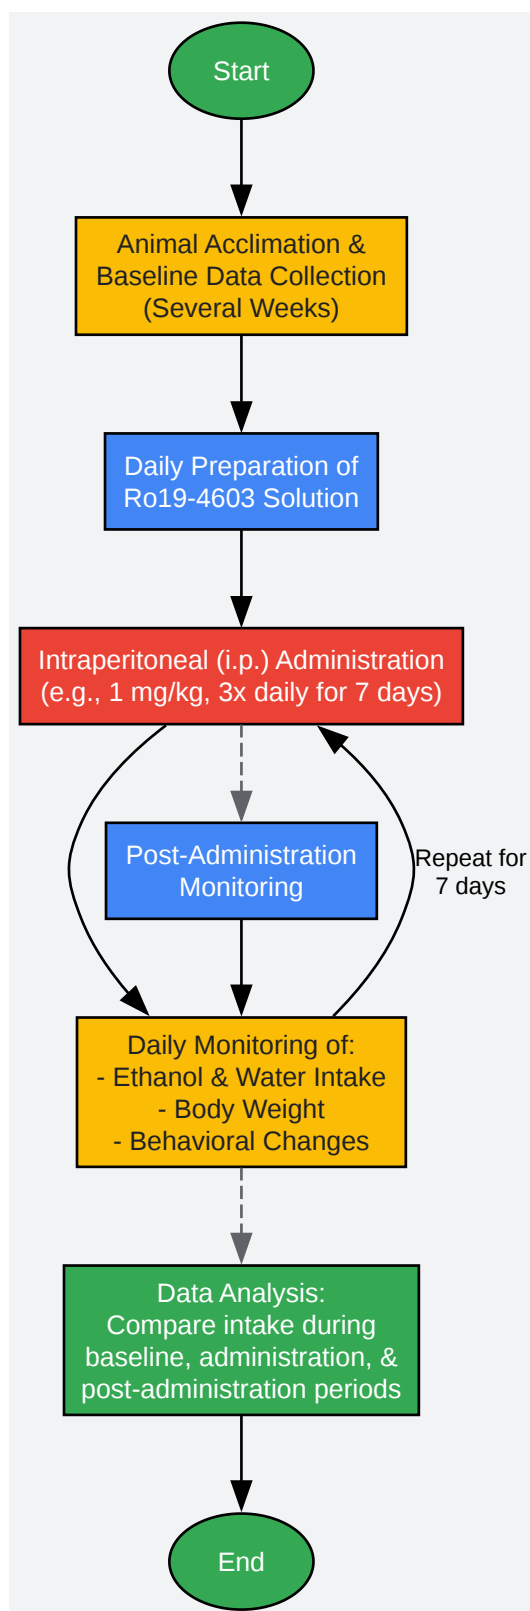 Start
Animal Acclimation &
Baseline Data Collection
(Several Weeks)
Daily Preparation of
Ro19-4603 Solution
Intraperitoneal (i.p.) Administration
(e.g., 1 mg/kg, 3x daily for 7 days)
Post-Administration
Monitoring
Repeat for
7 days
Daily Monitoring of:
- Ethanol & Water Intake
- Body Weight
- Behavioral Changes
Data Analysis:
Compare intake during
baseline, administration, &
post-administration periods
End